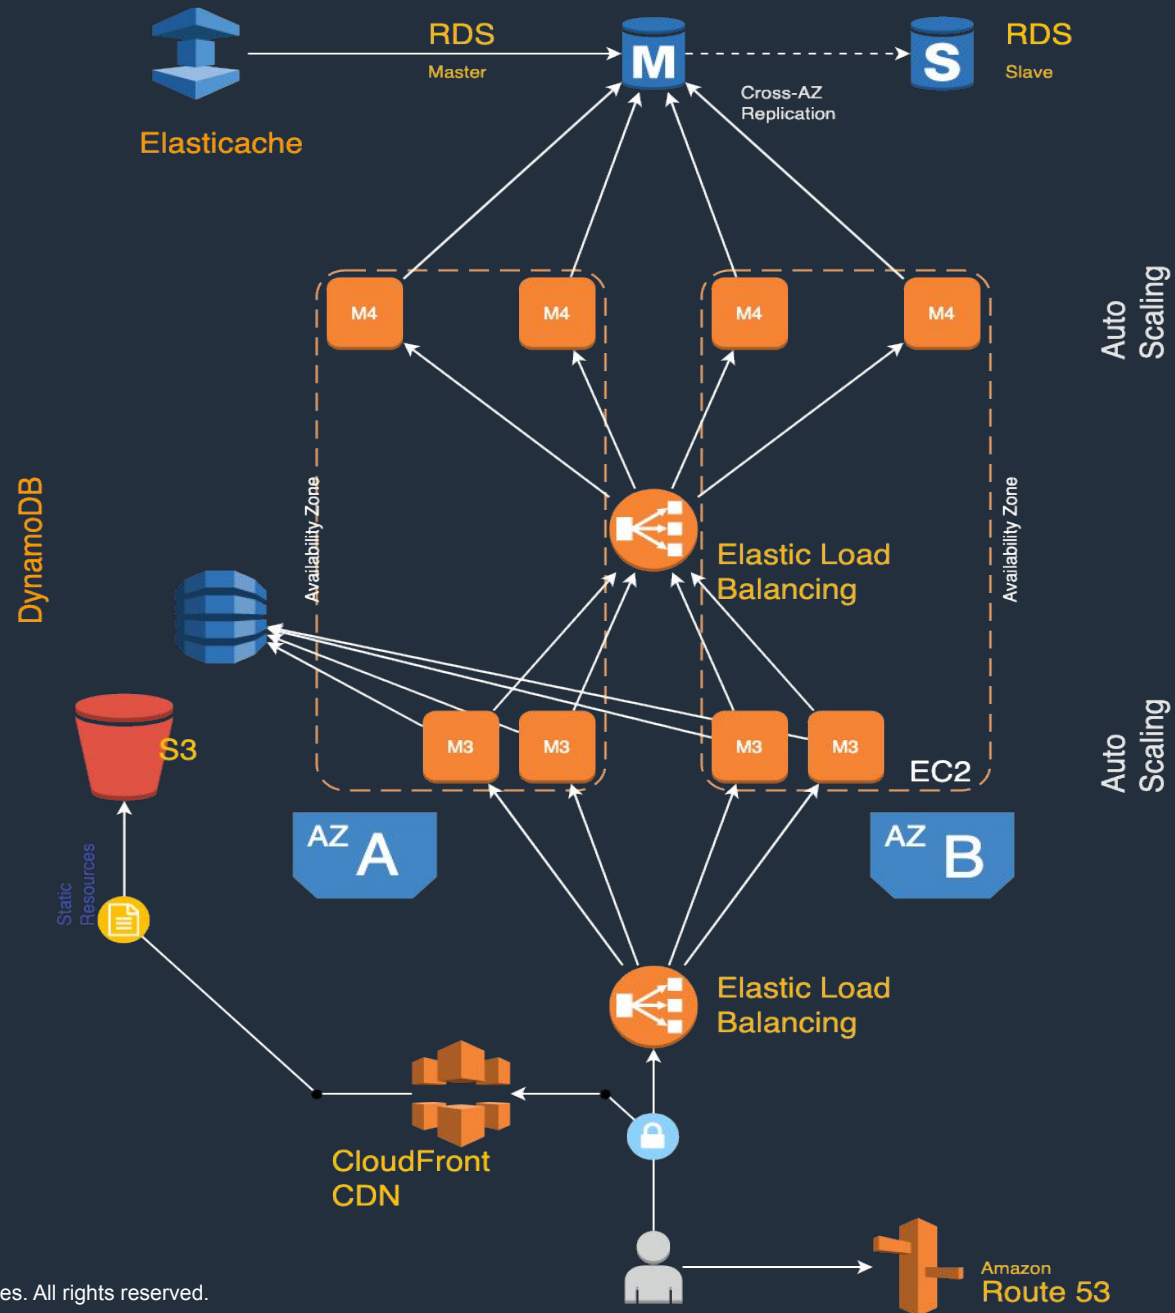 RDS
Master
M
S
RDS
Slave
Cross-AZ
Replication
Elasticache
M4
M4
M4
M4
Auto
Scaling
DynamoDB
Availability Zone
Availability Zone
Elastic Load
Balancing
S3
M3
M3
M3
M3
EC2
Auto
Scaling
AZ A
AZ B
Static
Resources
Elastic Load
Balancing
CloudFront
CDN
Amazon
Route 53
es. All rights reserved.